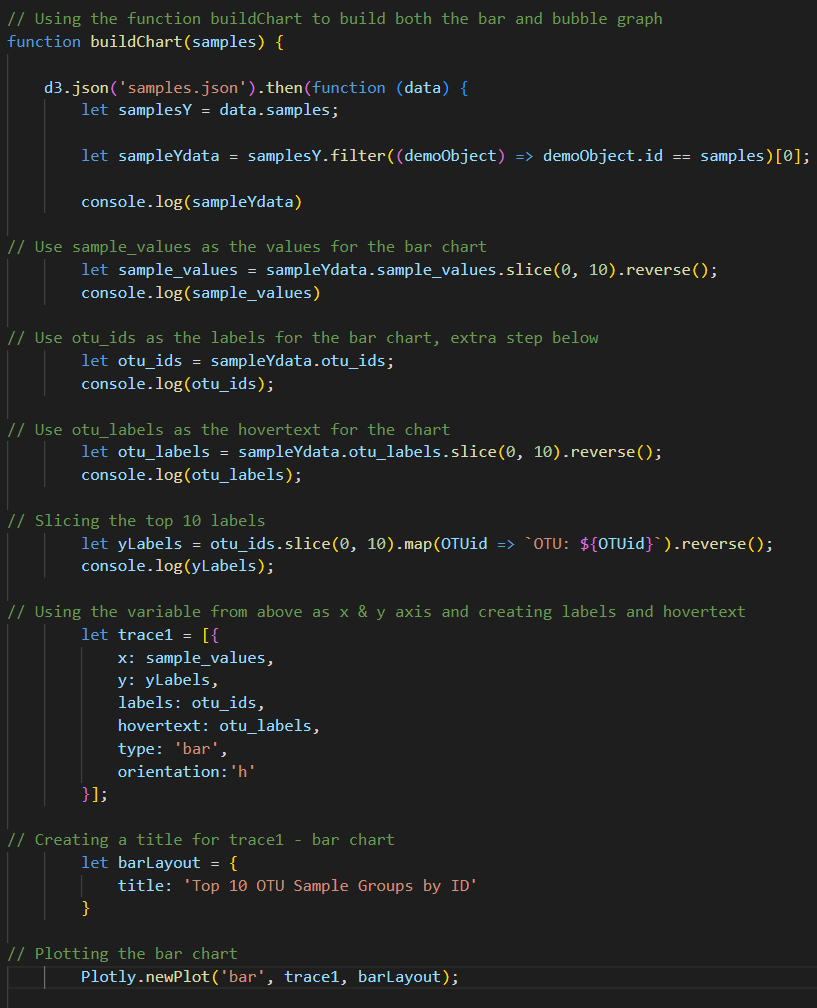 // Using the function buildChart to build both the bar and bubble graph
function buildChart(samples) {
d3.json('samples.json').then(function (data) {
let samplesY = data.samples;
let sampleYdata = samplesY.filter((demoObject) => demoObject.id == samples)[0];
console.log(sampleYdata)
// Use sample_values as the values for the bar chart
let sample_values = sampleYdata.sample_values.slice(0, 10).reverse();
console.log(sample_values)
// Use otu_ids as the labels for the bar chart, extra step below
let otu_ids = sampleYdata.otu_ids;
console.log(otu_ids);
// Use otu_labels as the hovertext for the chart
let otu_labels = sampleYdata.otu_labels.slice(0, 10).reverse();
console.log(otu_labels);
// Slicing the top 10 labels
let yLabels = otu_ids.slice(0, 10).map(OTUid => `OTU: ${OTUid}`).reverse();
console.log(yLabels);
// Using the variable from above as x & y axis and creating labels and hovertext
let trace1 = [{
x: sample_values,
y: yLabels,
labels: otu_ids,
hovertext: otu_labels,
type: 'bar',
orientation:'h'
}];
// Creating a title for trace1 - bar chart
let barLayout = {
title: 'Top 10 OTU Sample Groups by ID'
}
// Plotting the bar chart
Plotly.newPlot('bar', trace1, barLayout);